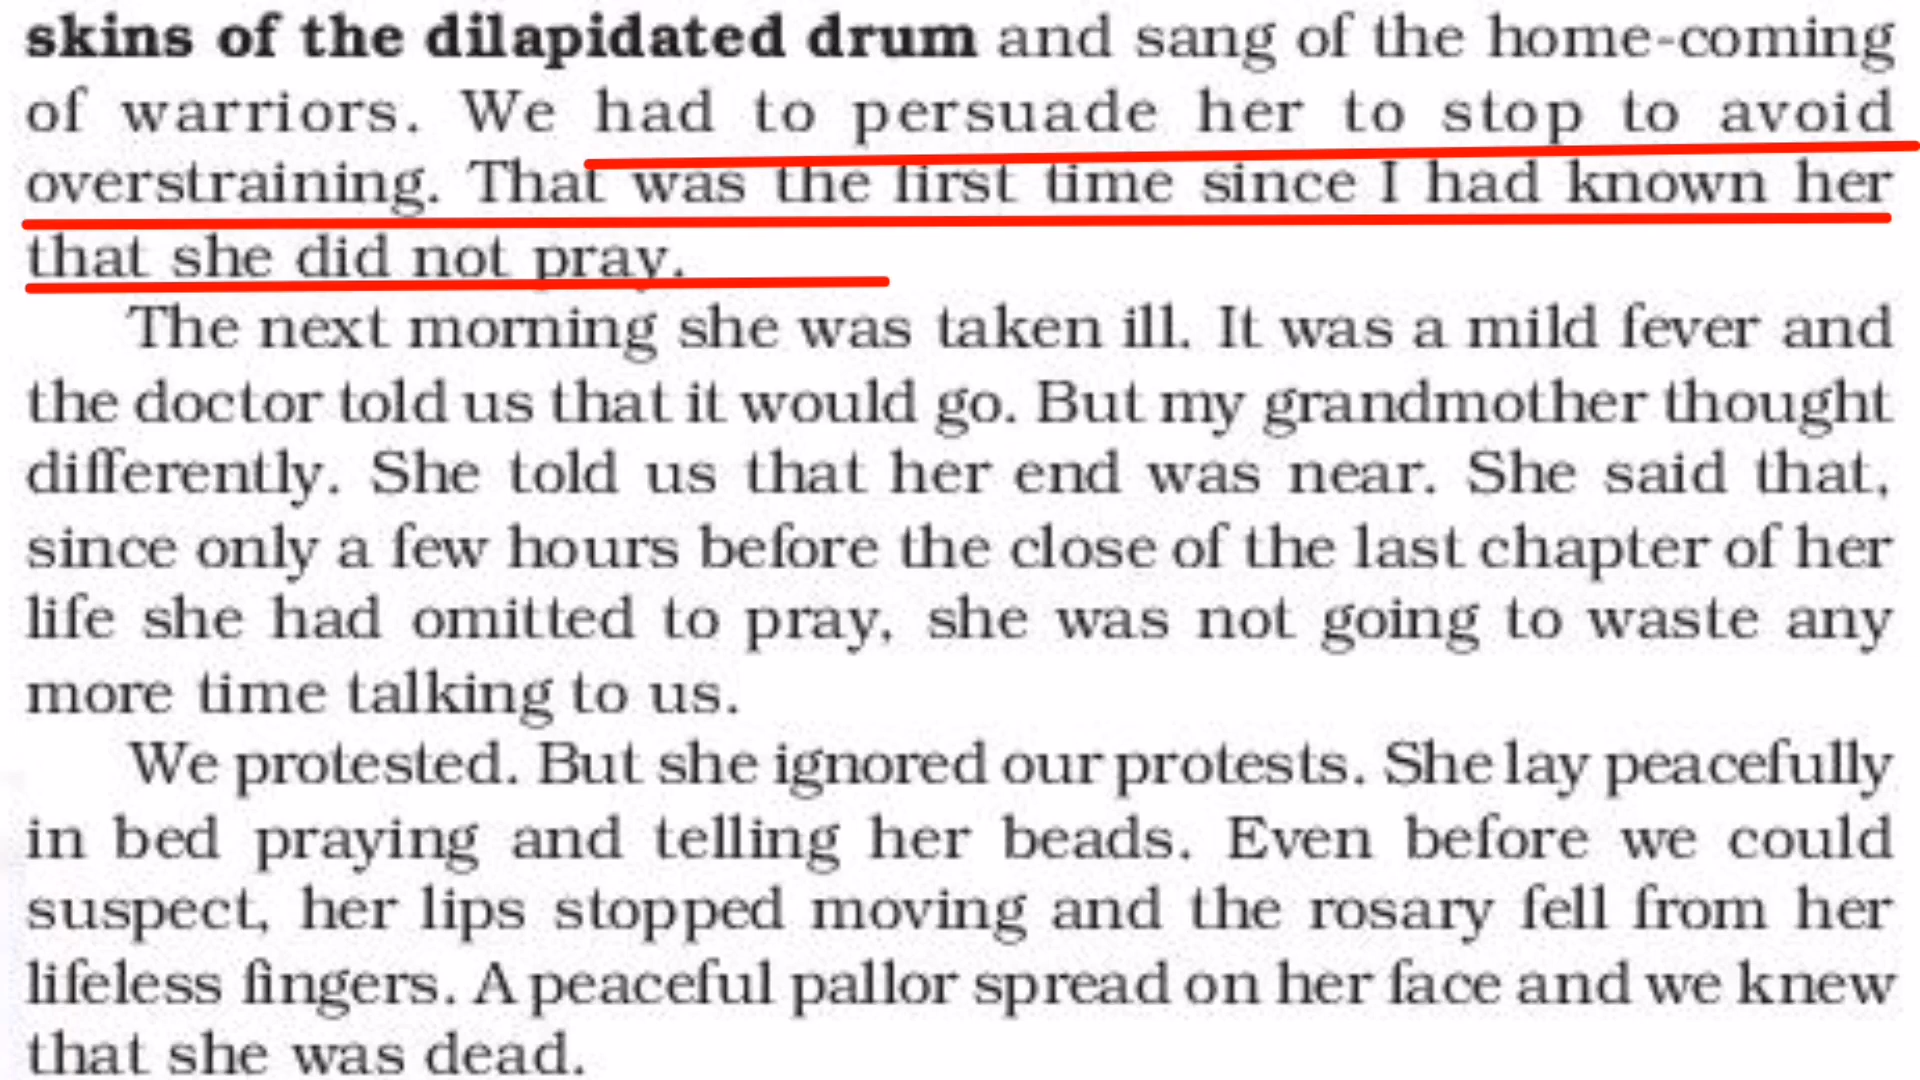 skins of the dilapidated drum and sang of the home-coming
of warriors. We had to persuade her to stop to avoid
overstraining. That was the first time since I had known her
that she did not pray.
The next morning she was taken ill. It was a mild fever and
the doctor told us that it would go. But my grandmother thought
differently. She told us that her end was near. She said that,
since only a few hours before the close of the last chapter of her
life she had omitted to pray, she was not going to waste any
more time talking to us.
We protested. But she ignored our protests. She lay peacefully
in bed praying and telling her beads. Even before we could
suspect, her lips stopped moving and the rosary fell from her
lifeless fingers. A peaceful pallor spread on her face and we knew
that she was dead.